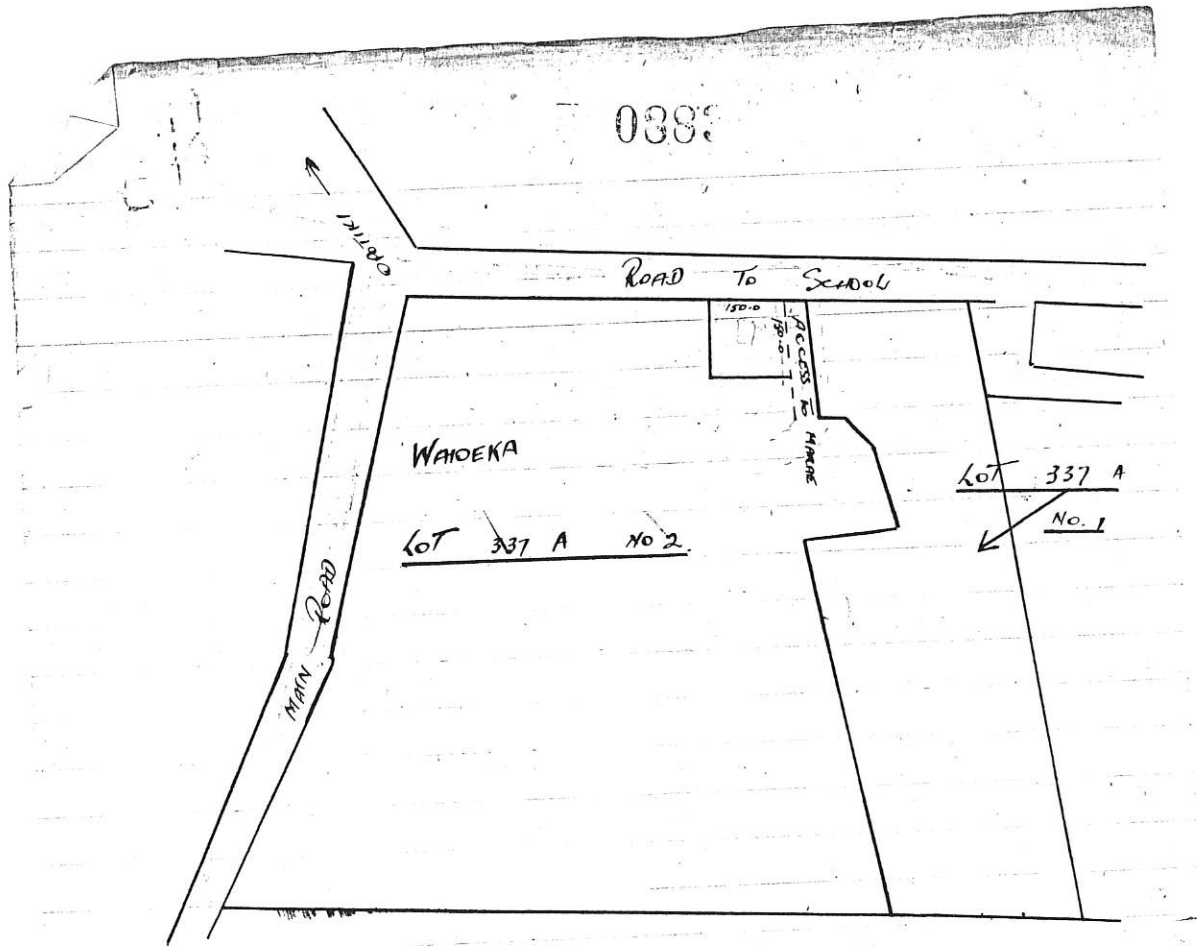 OPOTIKI
ROAD TO SCHOOL
150.0
150.0
ACCESS TO MARAE
WAIOEKA
LOT 337 A NO 2.
LOT 337 A
NO. 1
MAIN ROAD